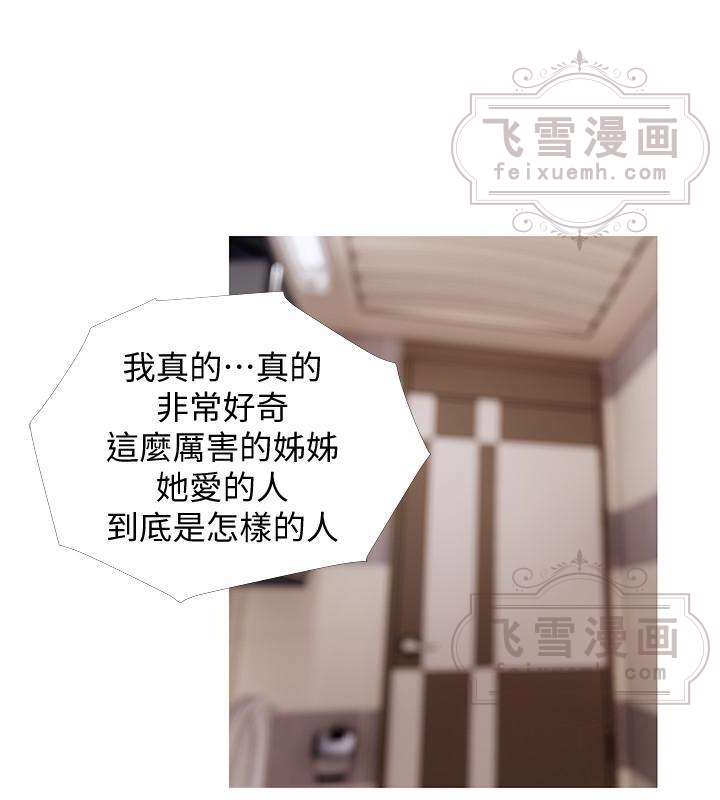 飞雪漫画
feixuemh.com
我真的…真的
非常好奇
這麼厲害的姊姊
她愛的人
到底是怎樣的人
飞雪漫画
feixuemh.com